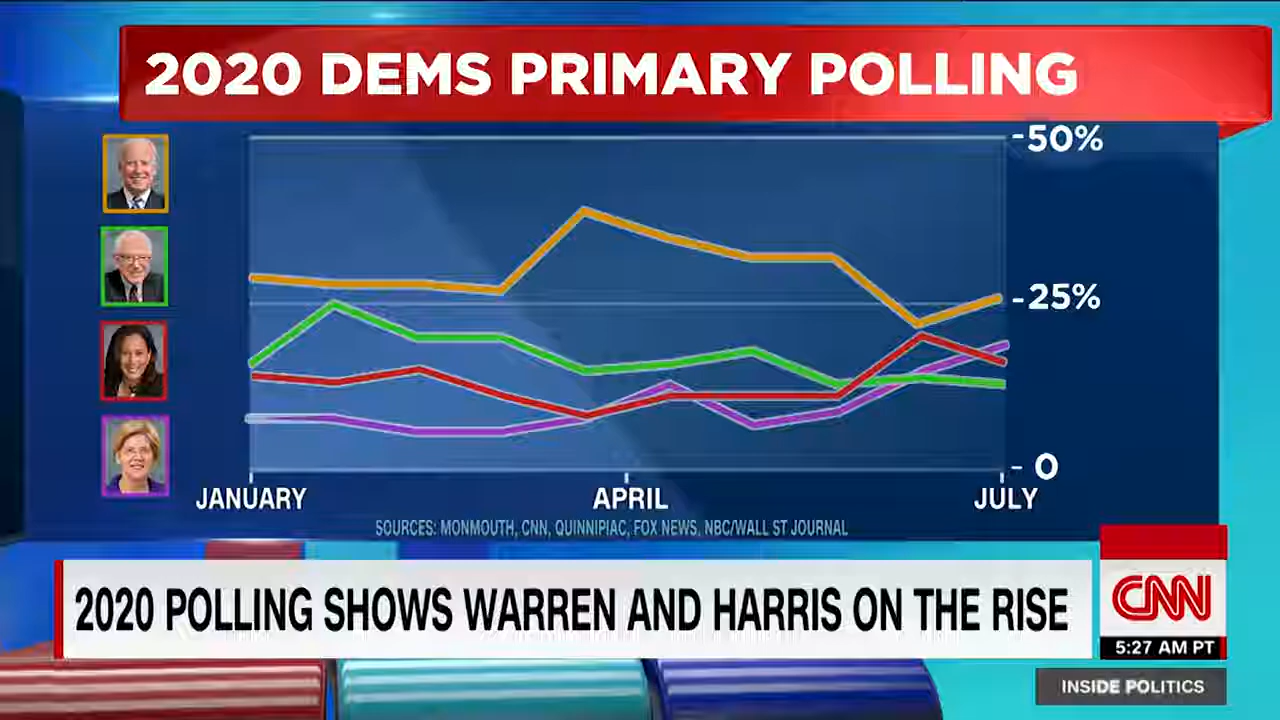 2020 DEMS PRIMARY POLLING
-50%
-25%
- 0
JANUARY APRIL JULY
SOURCES: MONMOUTH, CNN, QUINNIPIAC, FOX NEWS, NBC/WALL ST JOURNAL
2020 POLLING SHOWS WARREN AND HARRIS ON THE RISE
CNN
5:27 AM PT
INSIDE POLITICS